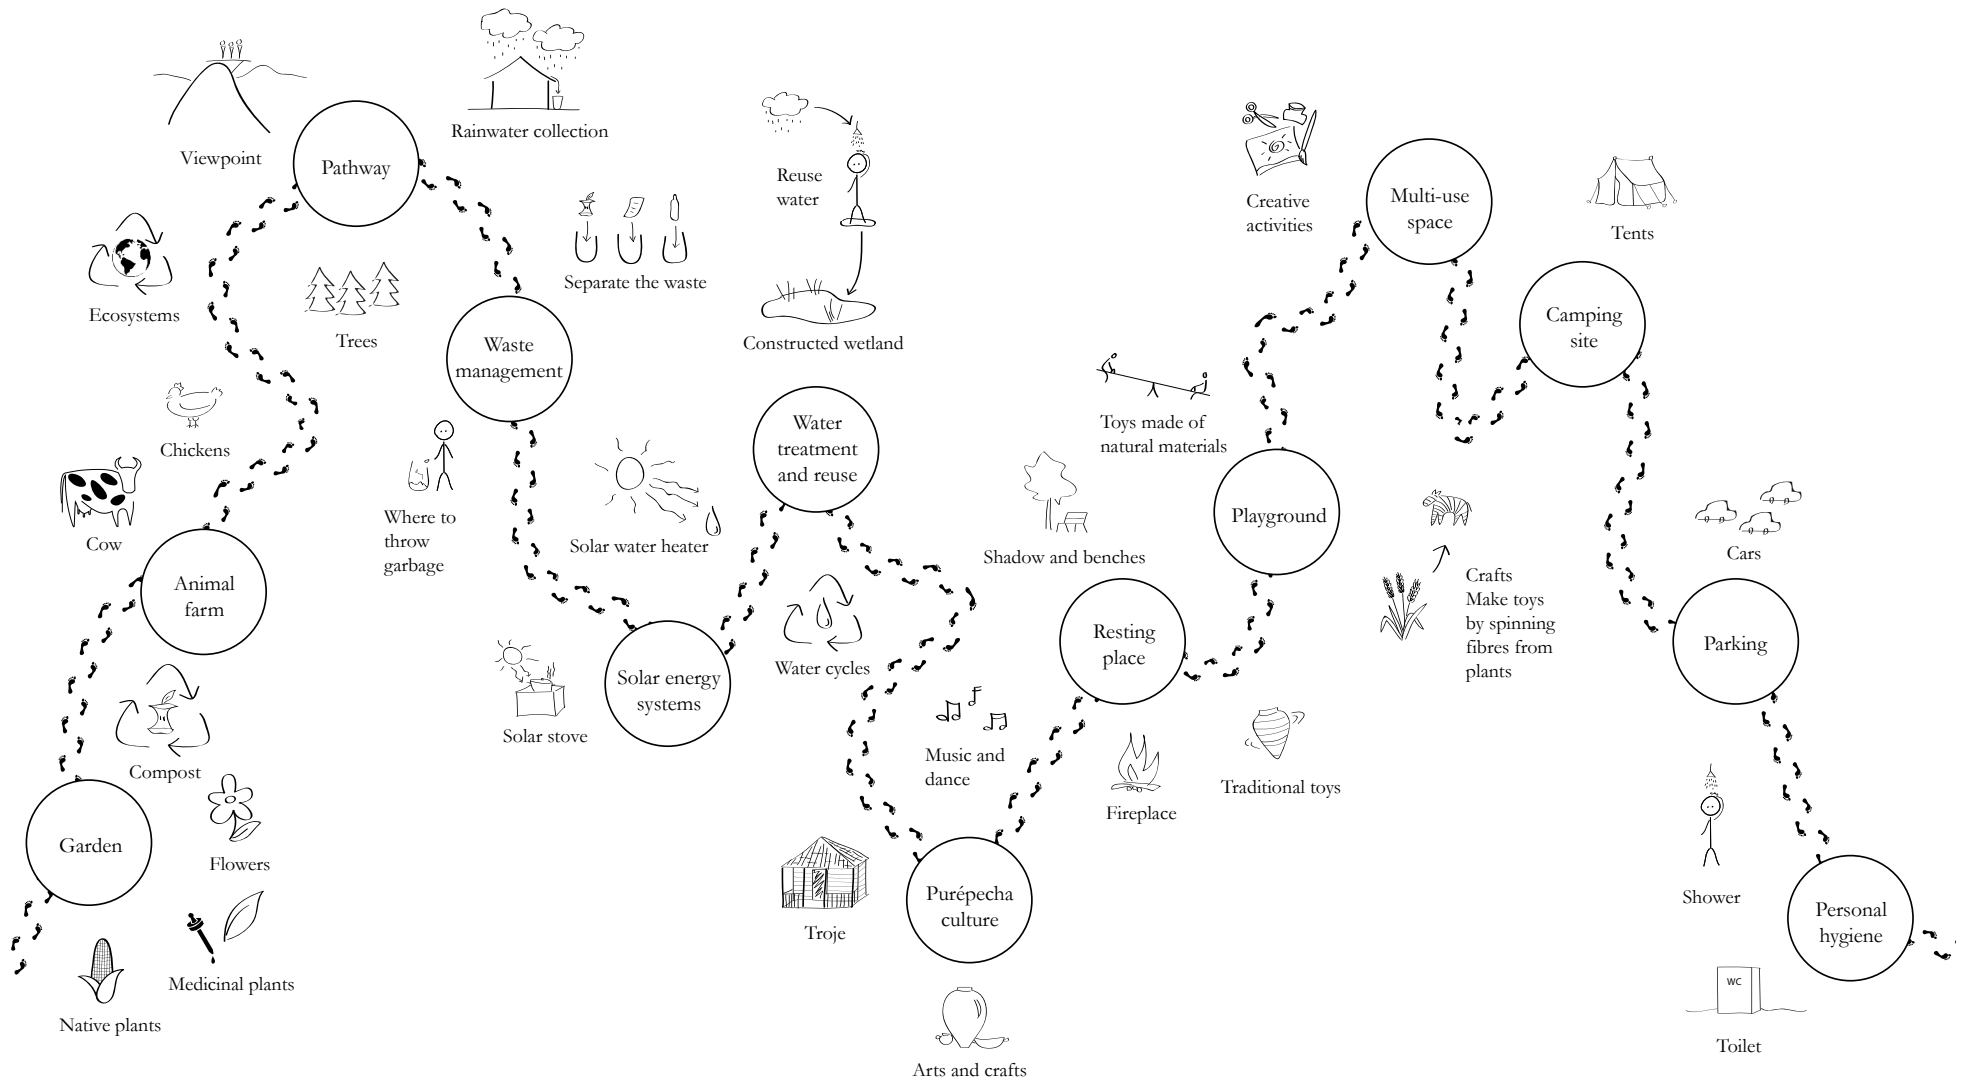 Viewpoint
Pathway
Rainwater collection
Ecosystems
Trees
Separate the waste
Waste
management
Chickens
Cow
Animal
farm
Where to
throw
garbage
Compost
Garden
Flowers
Medicinal plants
Native plants
Solar water heater
Solar stove
Solar energy
systems
Reuse
water
Constructed wetland
Water
treatment
and reuse
Water cycles
Music and
dance
Troje
Purépecha
culture
Arts and crafts
Shadow and benches
Resting
place
Fireplace
Traditional toys
Toys made of
natural materials
Playground
Creative
activities
Multi-use
space
Crafts
Make toys
by spinning
fibres from
plants
Tents
Camping
site
Cars
Parking
Shower
Personal
hygiene
WC
Toilet